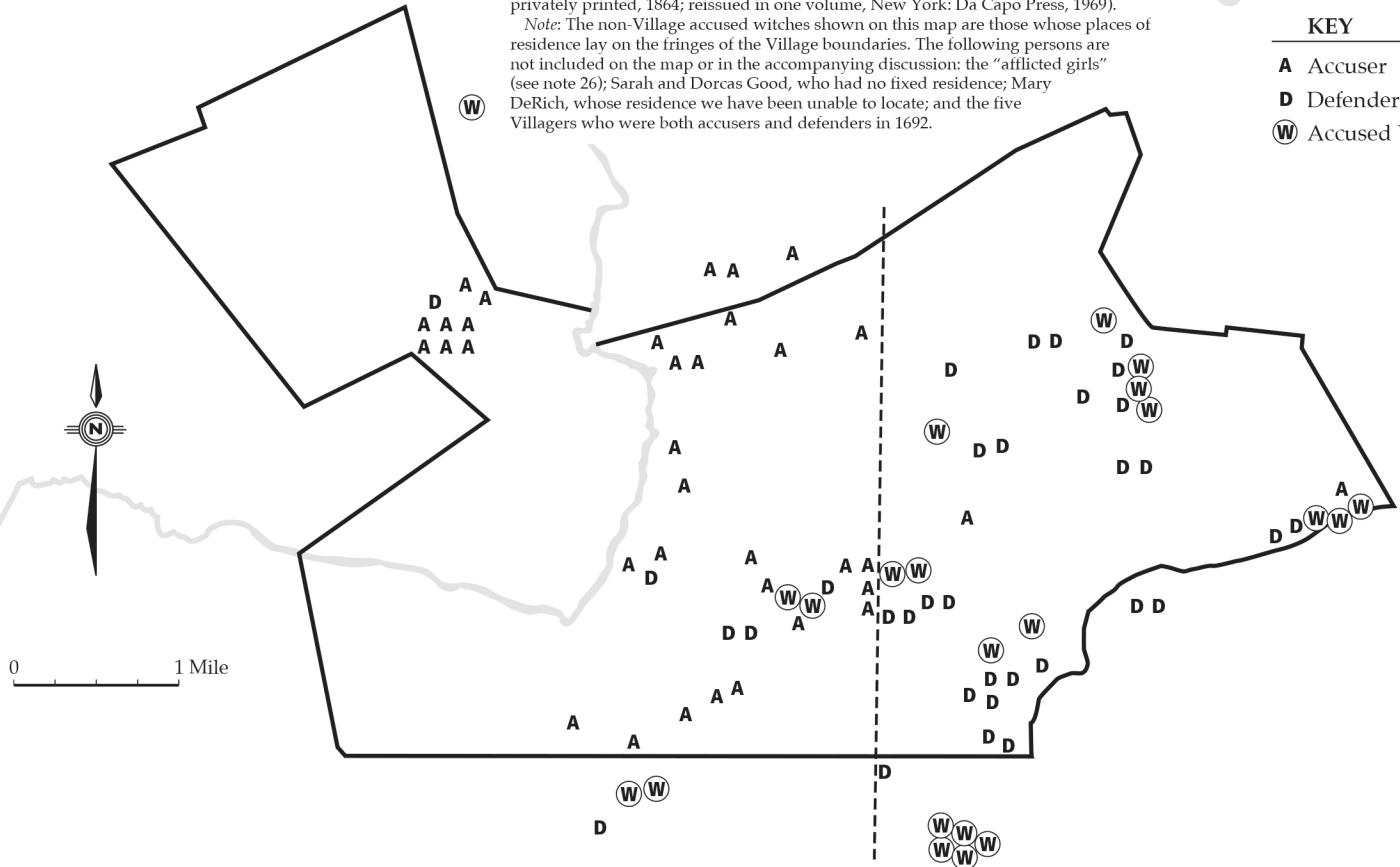 privately printed, 1864; reissued in one volume, New York: Da Capo Press, 1969).
Note: The non-Village accused witches shown on this map are those whose places of
residence lay on the fringes of the Village boundaries. The following persons are
not included on the map or in the accompanying discussion: the “afflicted girls”
(see note 26); Sarah and Dorcas Good, who had no fixed residence; Mary
DeRich, whose residence we have been unable to locate; and the five
Villagers who were both accusers and defenders in 1692.
KEY
A Accuser
D Defender
W Accused
W
A
A A
A
D A
A
W
A A A
A
A D D D
A A A
A
A A D D W
W
D D W
W
D D
A
D D
A
A
W W W
A
D D
A
A D
A
A W W D A A W W
A
A
A D D D D
D D
D D
W
W
D
D D
D D
A A
A
A
A
D D
D
W W
D
W W W
W W
N
0 1 Mile